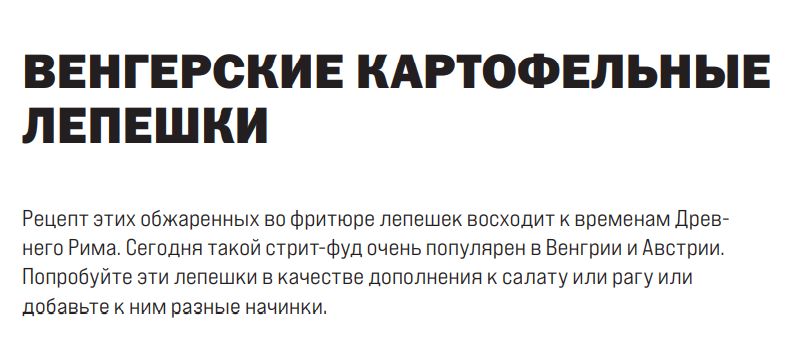 ВЕНГЕРСКИЕ КАРТОФЕЛЬНЫЕ
ЛЕПЕШКИ
Рецепт этих обжаренных во фритюре лепешек восходит к временам Древ-
него Рима. Сегодня такой стрит-фуд очень популярен в Венгрии и Австрии.
Попробуйте эти лепешки в качестве дополнения к салату или рагу или
добавьте к ним разные начинки.